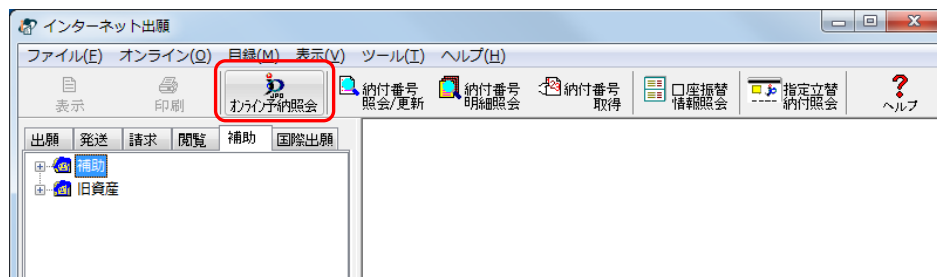 インターネット出願
ファイル(F) オンライン(O) 目録(M) 表示(V) ツール(T) ヘルプ(H)
表示
印刷
JPO
オンライン予納照会
納付番号
照会/更新
納付番号
明細照会
納付番号
取得
口座振替
情報照会
指定立替
納付照会
ヘルプ
出願 発送 請求 閲覧 補助 国際出願
補助
旧資産